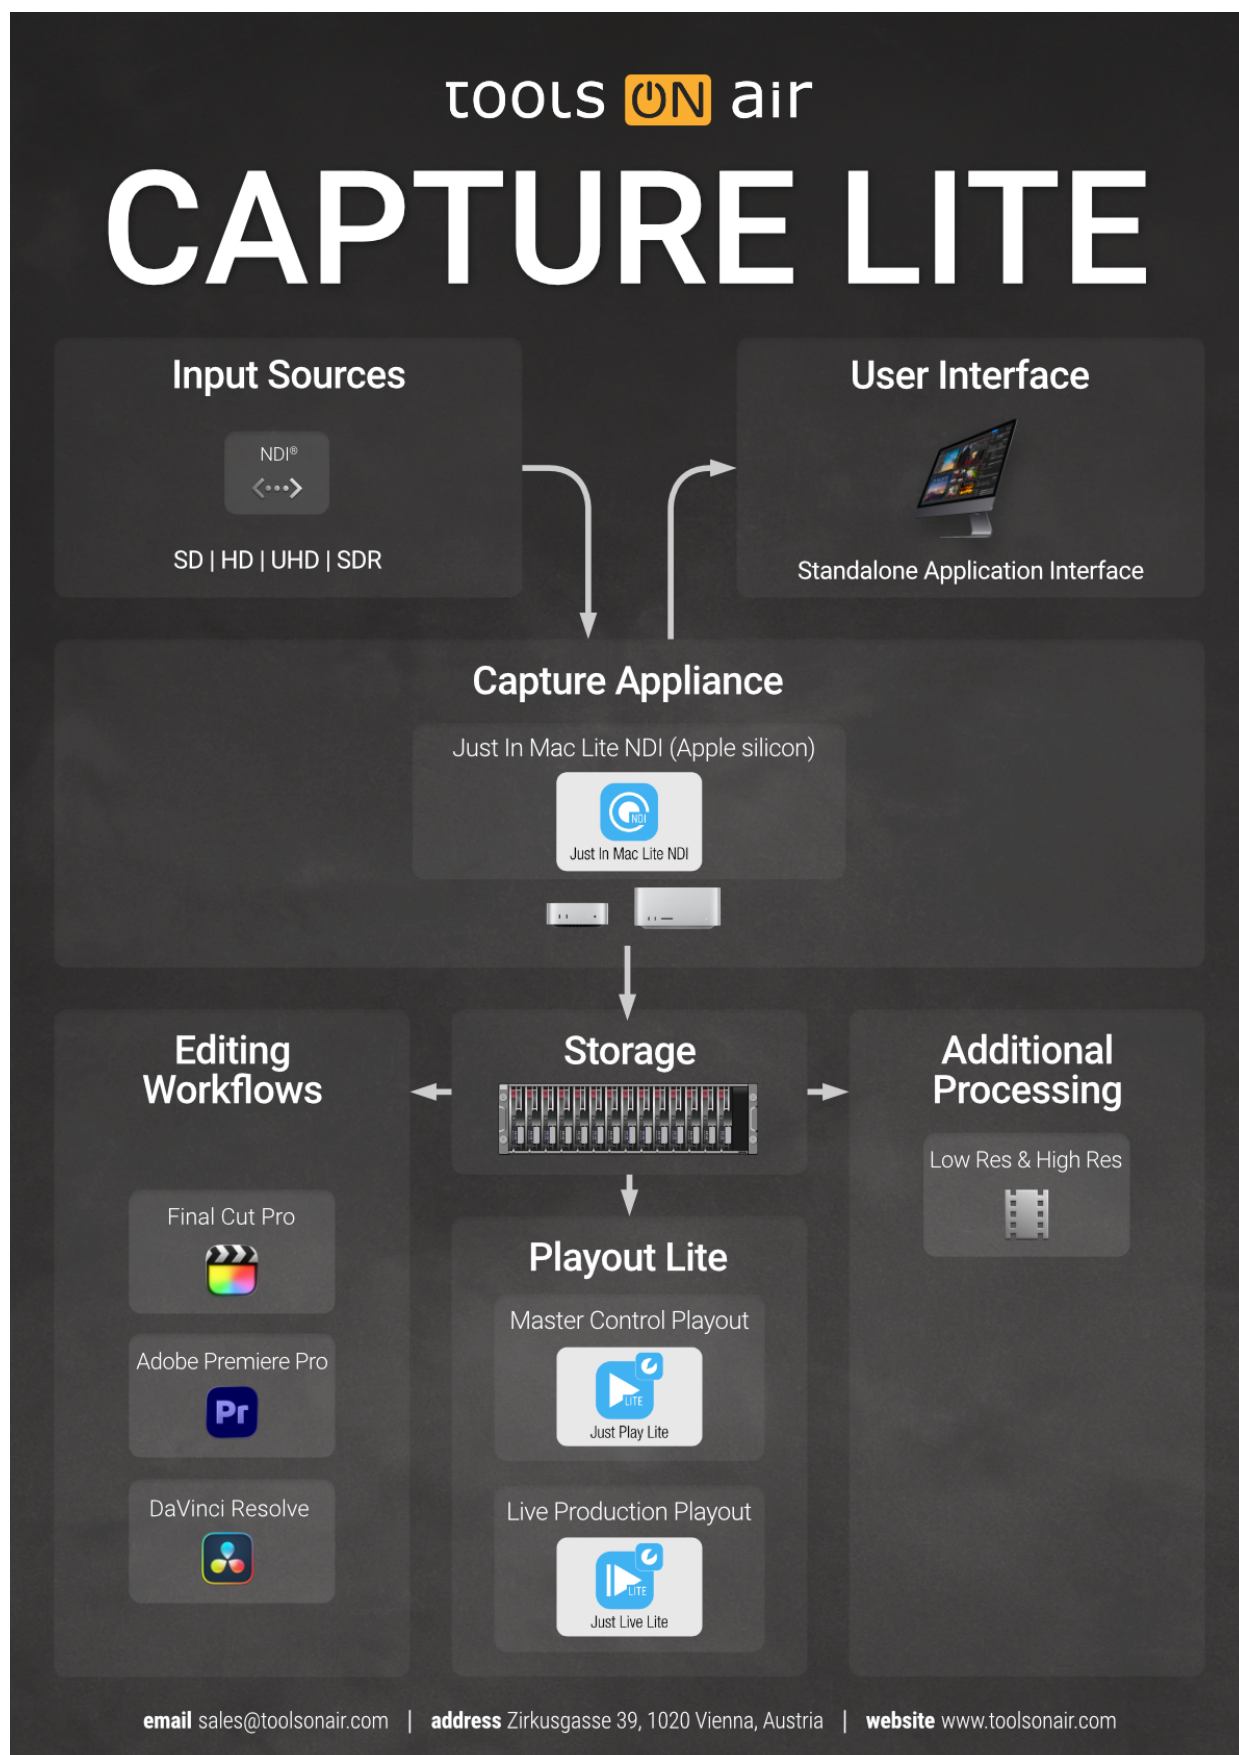 tools ON air
CAPTURE LITE
Input Sources
NDI®
SD | HD | UHD | SDR
User Interface
Standalone Application Interface
Capture Appliance
Just In Mac Lite NDI (Apple silicon)
NDI
Just In Mac Lite NDI
Editing
Workflows
Final Cut Pro
Adobe Premiere Pro
Pr
DaVinci Resolve
Storage
Playout Lite
Master Control Playout
LITE
Just Play Lite
Live Production Playout
LITE
Just Live Lite
Additional
Processing
Low Res & High Res
email sales@toolsonair.com | address Zirkusgasse 39, 1020 Vienna, Austria | website www.toolsonair.com